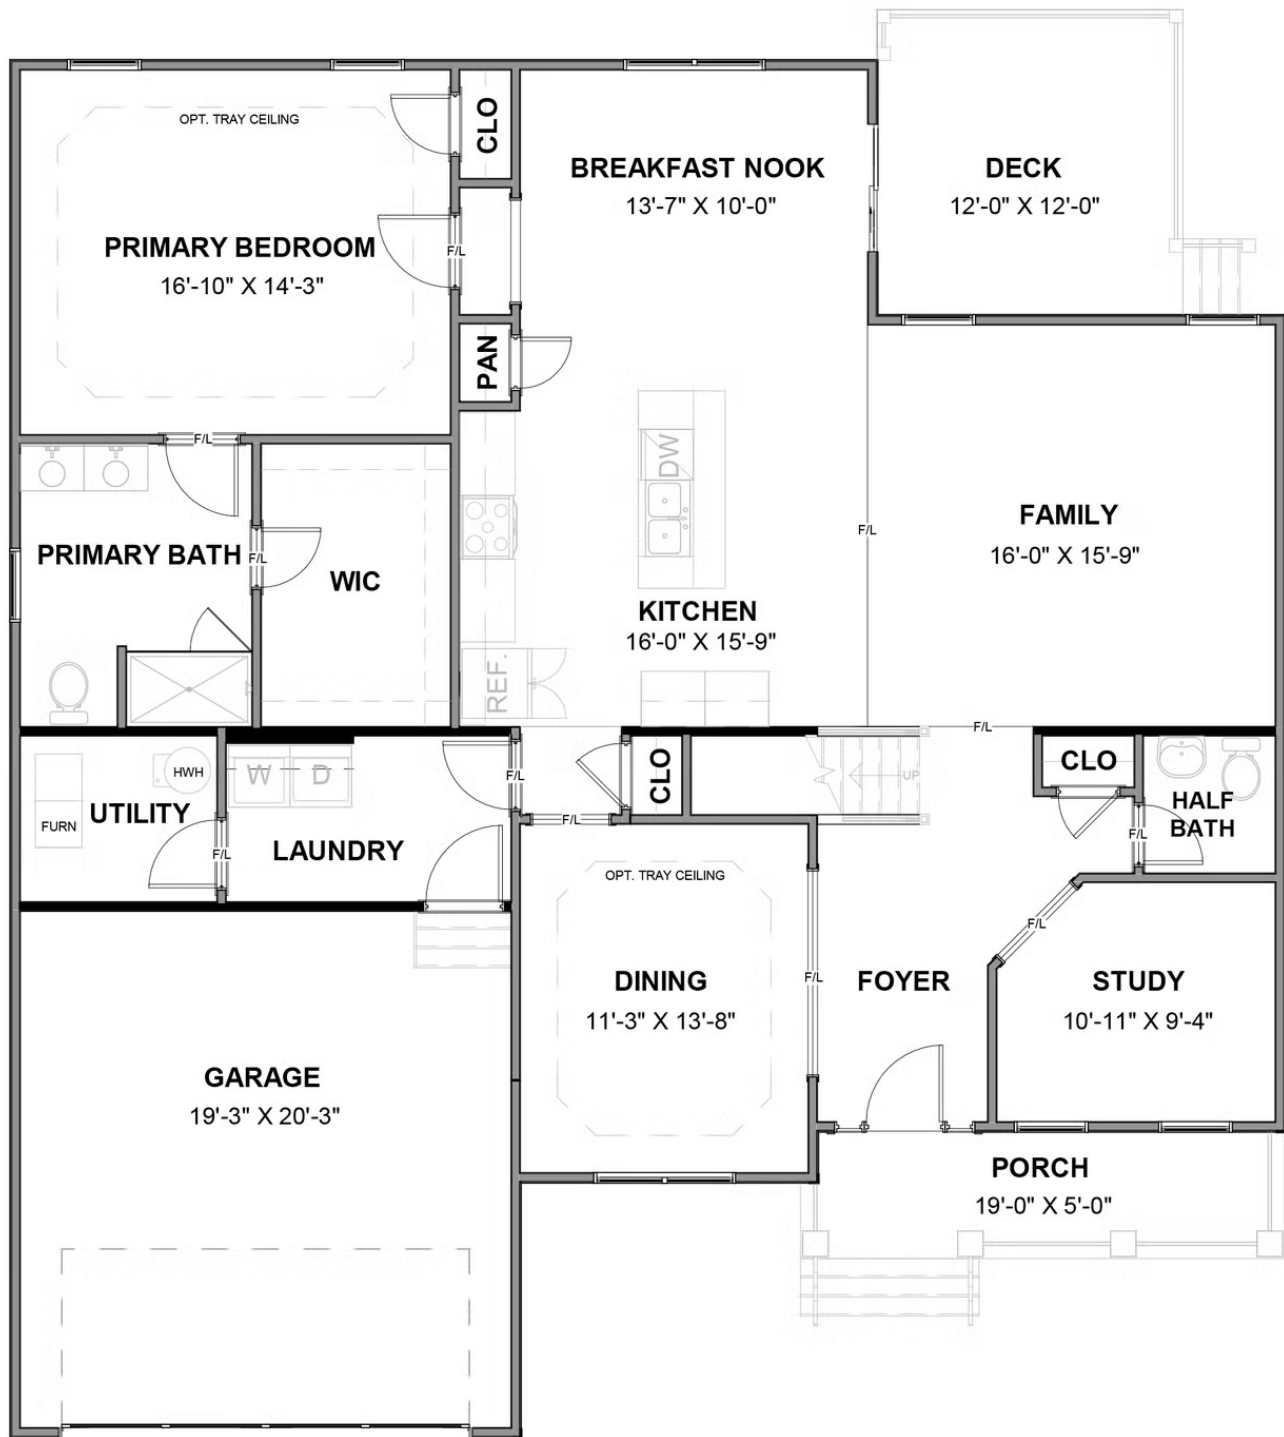 OPT. TRAY CEILING
CLO
BREAKFAST NOOK
13'-7" X 10'-0"
DECK
12'-0" X 12'-0"
PRIMARY BEDROOM
16'-10" X 14'-3"
F/L
PAN
F/L
DW
PRIMARY BATH
F/L
WIC
F/L
FAMILY
16'-0" X 15'-9"
KITCHEN
16'-0" X 15'-9"
REF.
F/L
HWH
W
D
F/L
CLO
UP
CLO
UTILITY
FURN
F/L
LAUNDRY
F/L
HALF
BATH
F/L
OPT. TRAY CEILING
F/L
DINING
11'-3" X 13'-8"
F/L
FOYER
STUDY
10'-11" X 9'-4"
GARAGE
19'-3" X 20'-3"
PORCH
19'-0" X 5'-0"